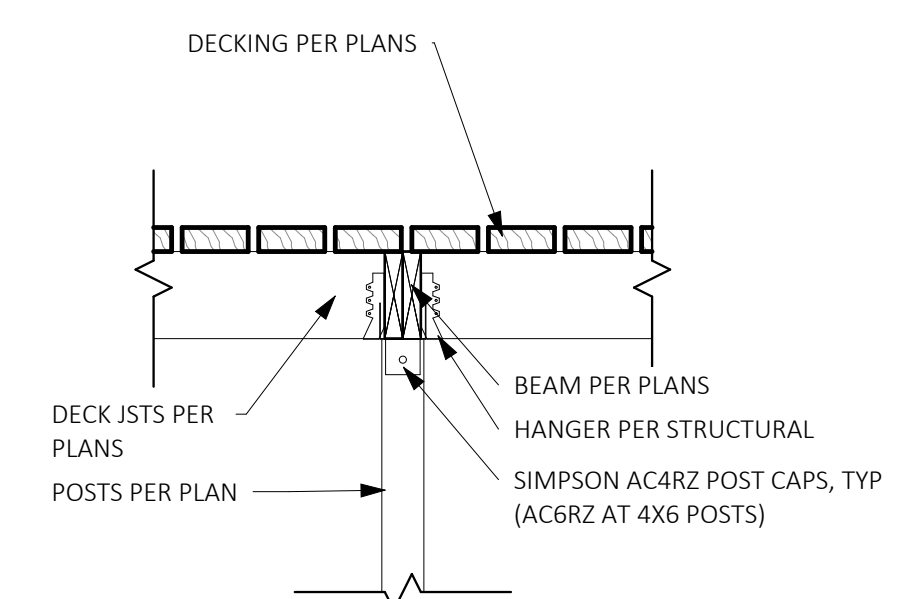 DECKING PER PLANS
DECK JSTS PER
PLANS
POSTS PER PLAN
BEAM PER PLANS
HANGER PER STRUCTURAL
SIMPSON AC4RZ POST CAPS, TYP
(AC6RZ AT 4X6 POSTS)